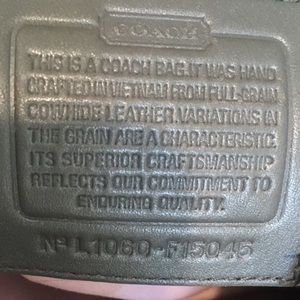 COACH
THIS IS A COACH BAG.IT WAS HAND
CRAFTED IN VIETNAM FROM FULL-GRAIN
COWHIDE LEATHER.VARIATIONS IN
THE GRAIN ARE A CHARACTERISTIC.
ITS SUPERIOR CRAFTSMANSHIP
REFLECTS OUR COMMITMENT TO
ENDURING QUALITY.
Nº L1060-F15045